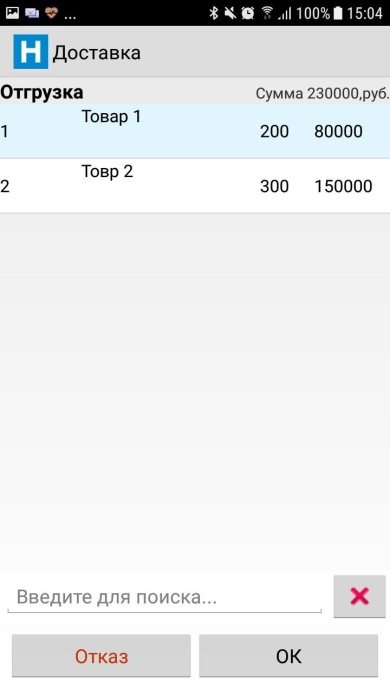 ... 100% 15:04
H Доставка
Отгрузка Сумма 230000,руб.
1 Товар 1 200 80000
2 Товр 2 300 150000
Введите для поиска...
Отказ ОК